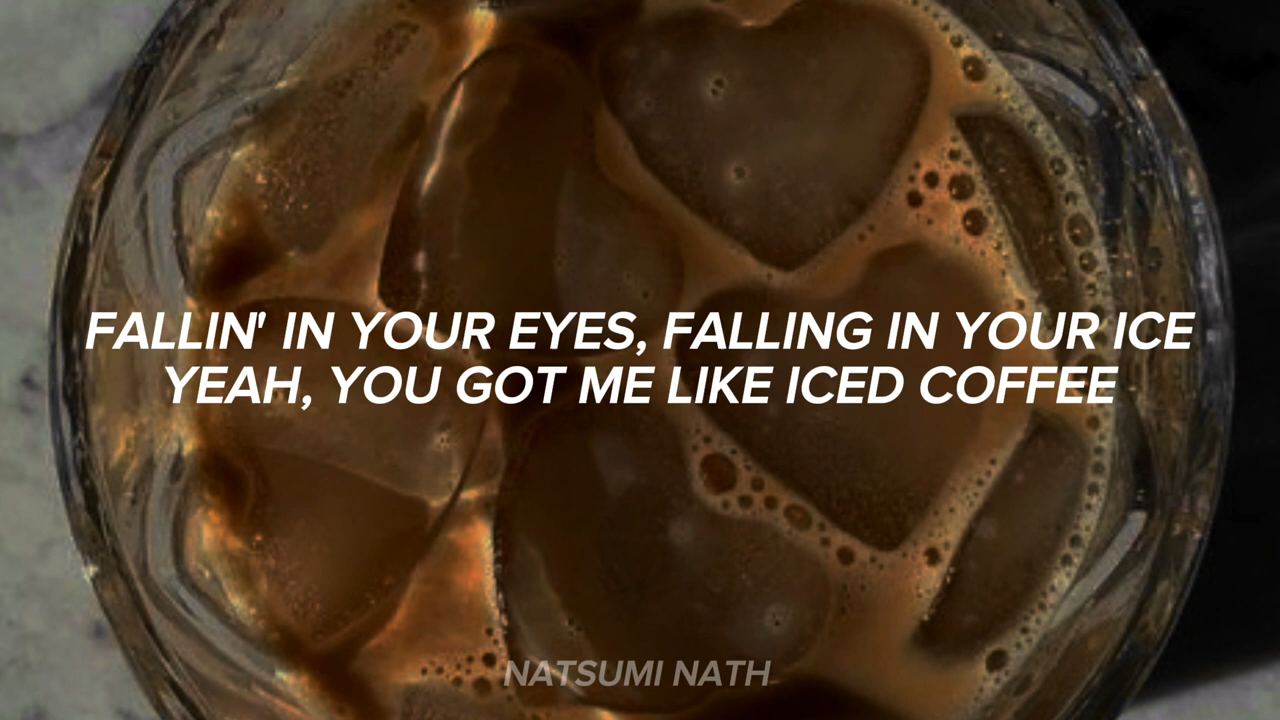 FALLIN' IN YOUR EYES, FALLING IN YOUR ICE
YEAH, YOU GOT ME LIKE ICED COFFEE
NATSUMI NATH